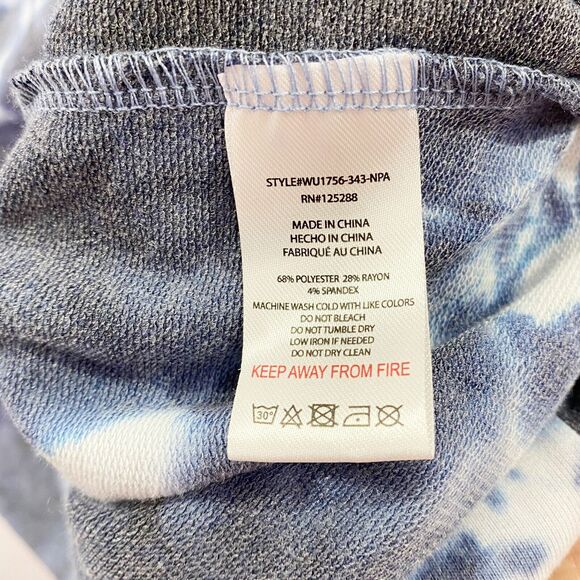 STYLE#WU1756-343-NPA
RN#125288
MADE IN CHINA
HECHO IN CHINA
FABRIQUÉ AU CHINA
68% POLYESTER 28% RAYON
4% SPANDEX
MACHINE WASH COLD WITH LIKE COLORS
DO NOT BLEACH
DO NOT TUMBLE DRY
LOW IRON IF NEEDED
DO NOT DRY CLEAN
KEEP AWAY FROM FIRE
30°